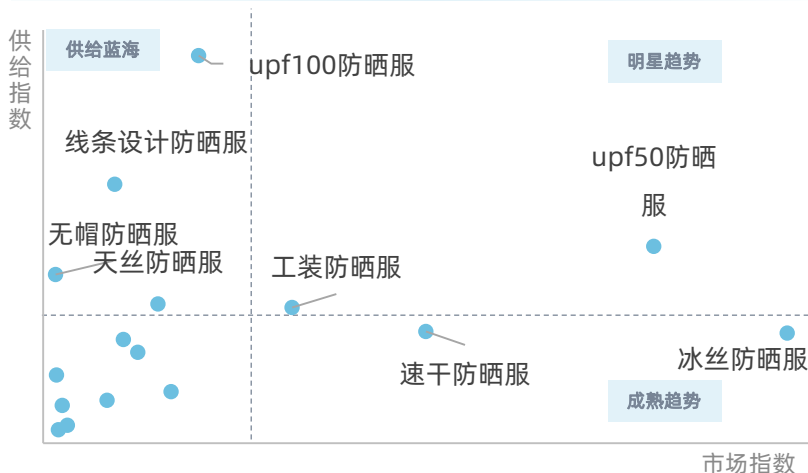 供给指数
供给蓝海
明星趋势
upf100防晒服
线条设计防晒服
upf50防晒
服
无帽防晒服
天丝防晒服
工装防晒服
冰丝防晒服
速干防晒服
成熟趋势
市场指数